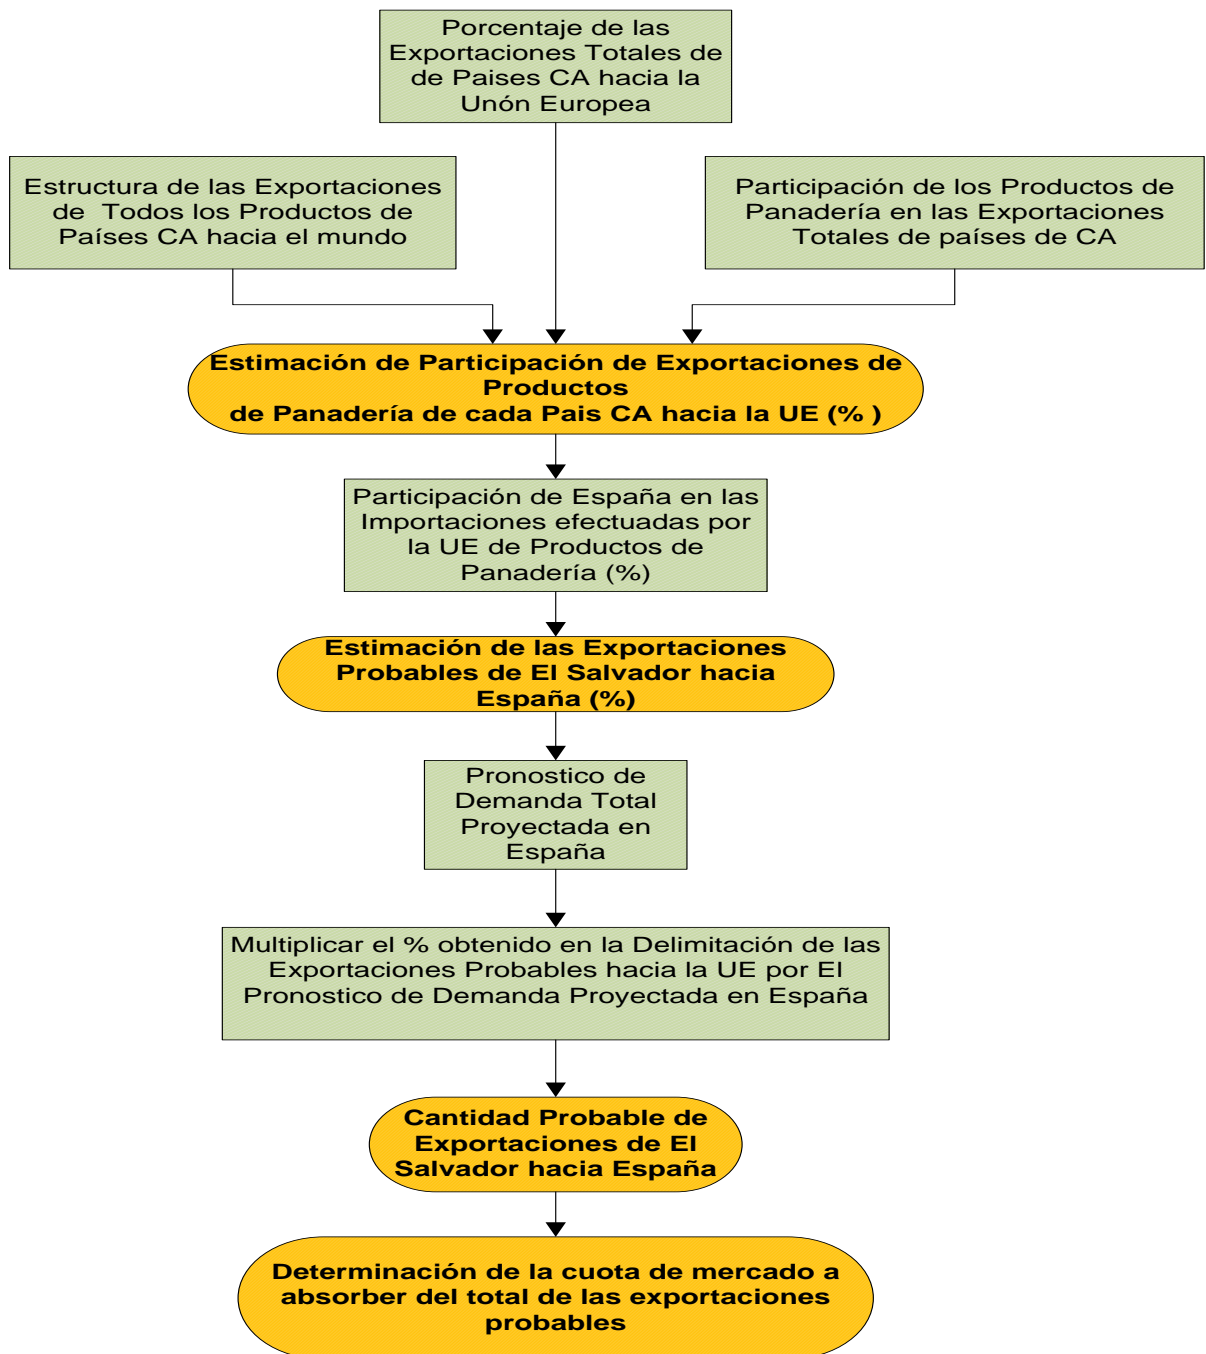 Porcentaje de las
Exportaciones Totales de
de Paises CA hacia la
Unón Europea
Estructura de las Exportaciones
de Todos los Productos de
Países CA hacia el mundo
Participación de los Productos de
Panadería en las Exportaciones
Totales de países de CA
Estimación de Participación de Exportaciones de
Productos
de Panadería de cada Pais CA hacia la UE (% )
Participación de España en las
Importaciones efectuadas por
la UE de Productos de
Panadería (%)
Estimación de las Exportaciones
Probables de El Salvador hacia
España (%)
Pronostico de
Demanda Total
Proyectada en
España
Multiplicar el % obtenido en la Delimitación de las
Exportaciones Probables hacia la UE por El
Pronostico de Demanda Proyectada en España
Cantidad Probable de
Exportaciones de El
Salvador hacia España
Determinación de la cuota de mercado a
absorber del total de las exportaciones
probables